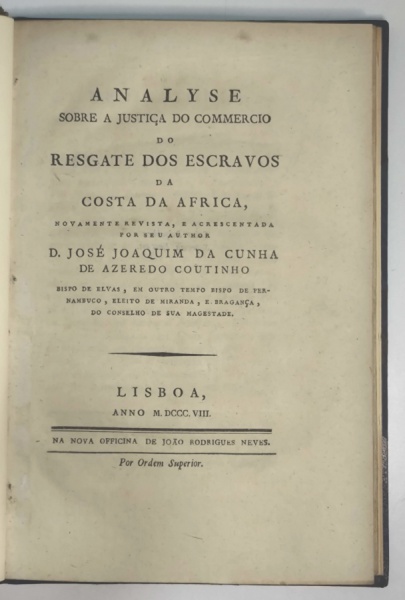 ANALYSE
SOBRE A JUSTIÇA DO COMMERCIO
DO
RESGATE DOS ESCRAVOS
DA
COSTA DA AFRICA,
NOVAMENTE REVISTA, E ACRESCENTADA
POR SEU AUTHOR
D. JOSÉ JOAQUIM DA CUNHA
DE AZEREDO COUTINHO
BISPO DE ELVAS, EM OUTRO TEMPO BISPO DE PER-
NAMBUCO, ELEITO DE MIRANDA, E BRAGANÇA,
DO CONSELHO DE SUA MAGESTADE.
LISBOA,
ANNO M. DCCC. VIII.
NA NOVA OFFICINA DE JOÃO RODRIGUES NEVES.
Por Ordem Superior.